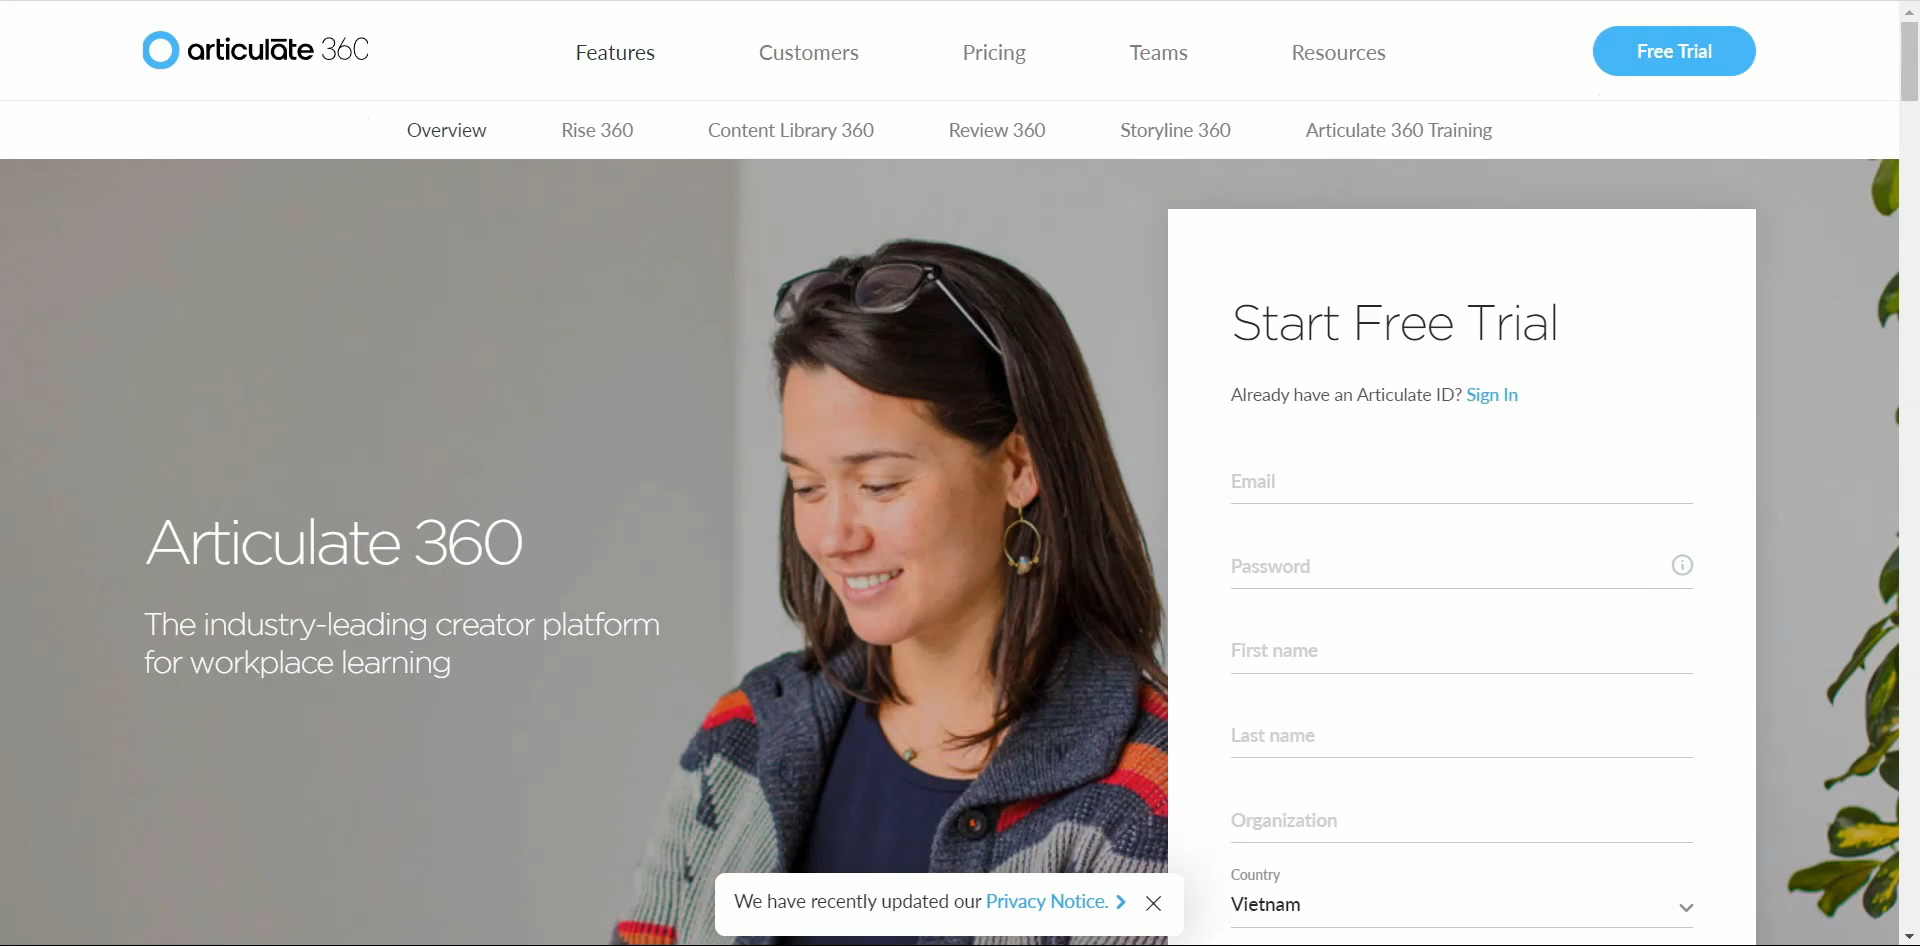 articulāte 360
Features
Customers
Pricing
Teams
Resources
Free Trial
Overview
Rise 360
Content Library 360
Review 360
Storyline 360
Articulate 360 Training
Articulate 360
The industry-leading creator platform
for workplace learning
Start Free Trial
Already have an Articulate ID? Sign In
Email
Password
First name
Last name
Organization
Country
Vietnam
We have recently updated our Privacy Notice.